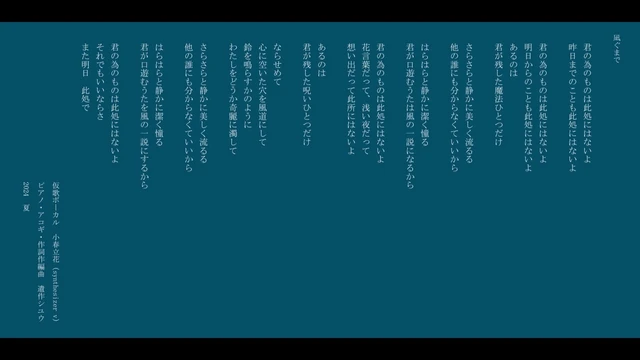 凪ぐまで
君の為のものは此処にはないよ
昨日までのことも此処にはないよ
君の為のものは此処にはないよ
明日からのことも此処にはないよ
あるのは
君が残した魔法ひとつだけ
さらさらと静かに美しく流るる
他の誰にも分からなくていいから
はらはらと静かに潔く憧る
君が口遊むうたを風の一説になるから
君の為のものは此処にはないよ
花言葉だって、浅い夜だって
想い出だって此所にはないよ
あるのは
君が残した呪いひとつだけ
ならせめて
心に空いた穴を風道にして
鈴を鳴らすかのように
わたしをどうか奇麗に濁して
さらさらと静かに美しく流るる
他の誰にも分からなくていいから
はらはらと静かに潔く憧る
君が口遊むうたを風の一説にするから
君の為のものは此処にはないよ
それでもいいならさ
また明日　此処で
仮歌ボーカル　小春立花 (synthesizer v)
ピアノ・アコギ・作詞作編曲　遺作シユウ
2024　夏